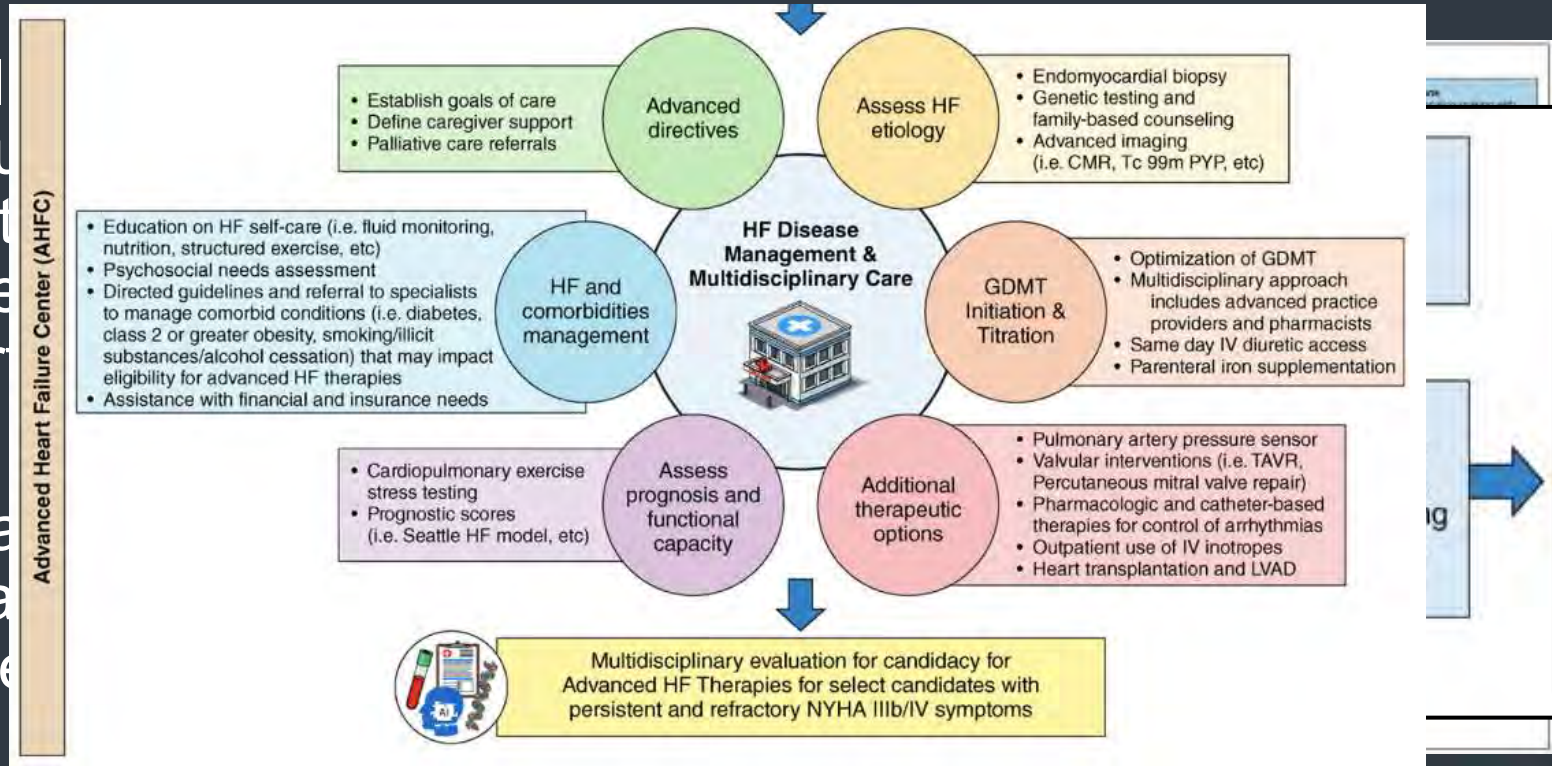 Advanced Heart Failure Center (AHFC)
• Establish goals of care
• Define caregiver support
• Palliative care referrals
Advanced
directives
Assess HF
etiology
• Endomyocardial biopsy
• Genetic testing and
family-based counseling
• Advanced imaging
(i.e. CMR, Tc 99m PYP, etc)
• Education on HF self-care (i.e. fluid monitoring,
nutrition, structured exercise, etc)
• Psychosocial needs assessment
• Directed guidelines and referral to specialists
to manage comorbid conditions (i.e. diabetes,
class 2 or greater obesity, smoking/illicit
substances/alcohol cessation) that may impact
eligibility for advanced HF therapies
• Assistance with financial and insurance needs
HF and
comorbidities
management
HF Disease
Management &
Multidisciplinary Care
GDMT
Initiation &
Titration
• Optimization of GDMT
• Multidisciplinary approach
includes advanced practice
providers and pharmacists
• Same day IV diuretic access
• Parenteral iron supplementation
• Cardiopulmonary exercise
stress testing
• Prognostic scores
(i.e. Seattle HF model, etc)
Assess
prognosis and
functional
capacity
Additional
therapeutic
options
• Pulmonary artery pressure sensor
• Valvular interventions (i.e. TAVR,
Percutaneous mitral valve repair)
• Pharmacologic and catheter-based
therapies for control of arrhythmias
• Outpatient use of IV inotropes
• Heart transplantation and LVAD
AI
Multidisciplinary evaluation for candidacy for
Advanced HF Therapies for select candidates with
persistent and refractory NYHA IIIb/IV symptoms